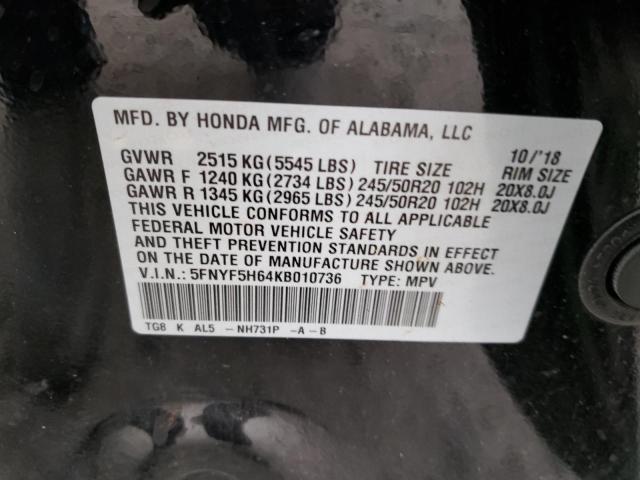 MFD. BY HONDA MFG. OF ALABAMA, LLC
10/'18
GVWR 2515 KG(5545 LBS) TIRE SIZE RIM SIZE
GAWR F 1240 KG(2734 LBS) 245/50R20 102H 20X8.0J
GAWR R 1345 KG(2965 LBS) 245/50R20 102H 20X8.0J
THIS VEHICLE CONFORMS TO ALL APPLICABLE
FEDERAL MOTOR VEHICLE SAFETY
AND THEFT PREVENTION STANDARDS IN EFFECT
ON THE DATE OF MANUFACTURE SHOWN ABOVE.
V.I.N.: 5FNYF5H64KB010736 TYPE: MPV
TG8 K AL5 -NH731P -A-B